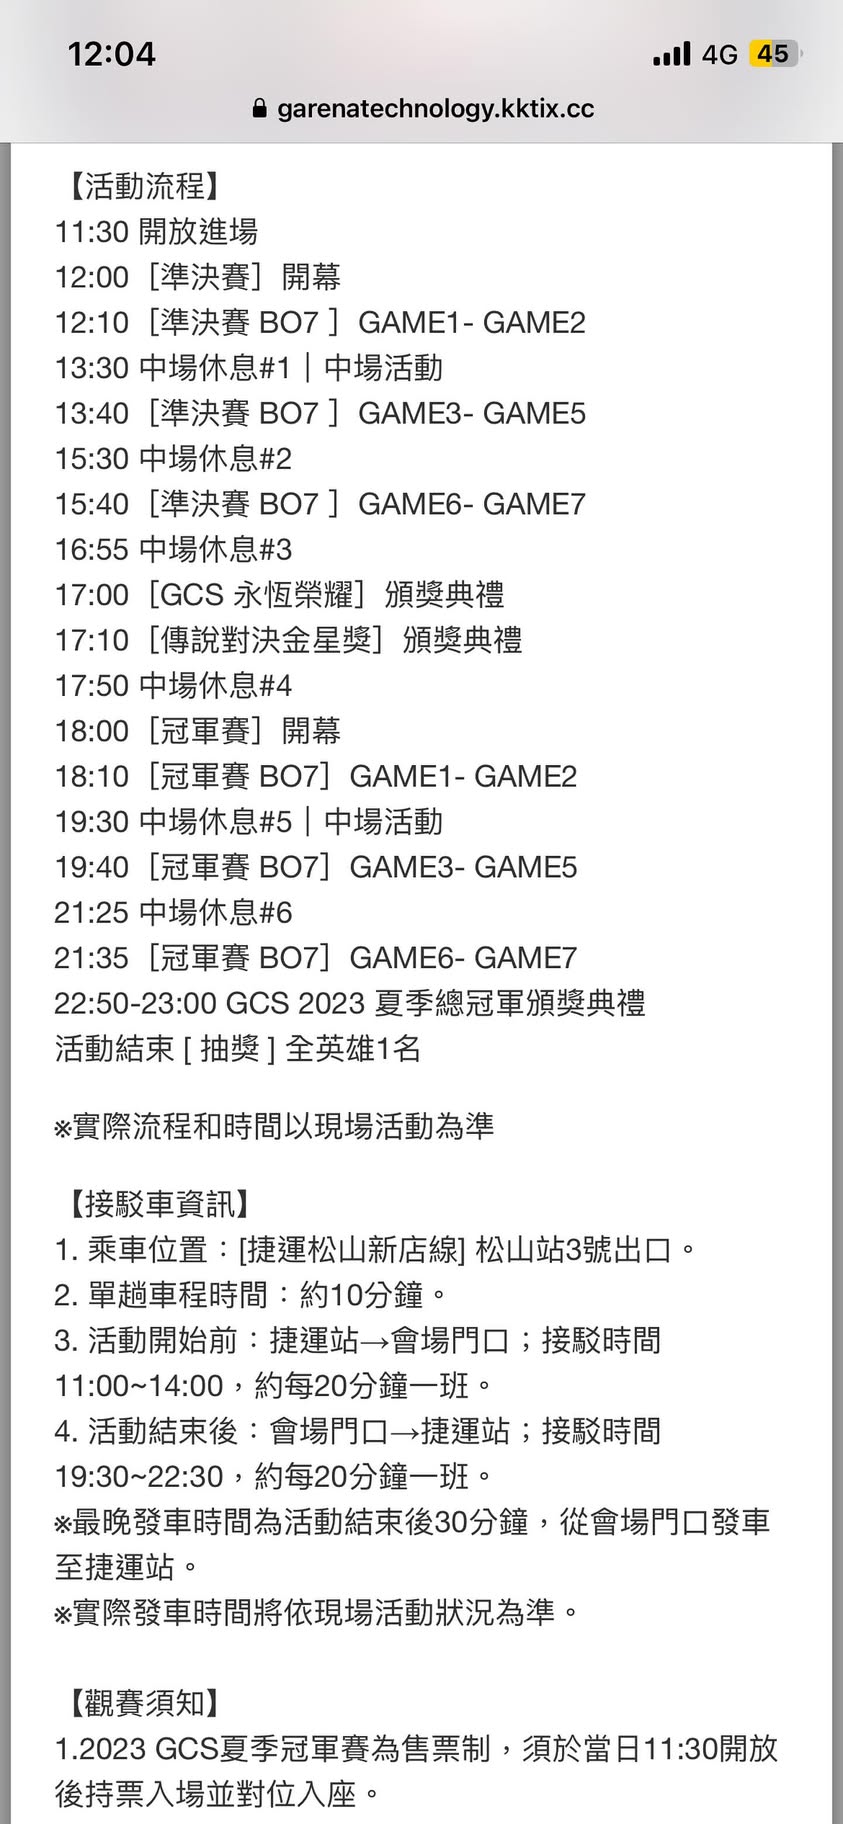 12:04
4G 45
garenatechnology.kktix.cc
【活動流程】
11:30 開放進場
12:00［準決賽］開幕
12:10［準決賽 BO7 ］GAME1- GAME2
13:30 中場休息#1｜中場活動
13:40［準決賽 BO7 ］GAME3- GAME5
15:30 中場休息#2
15:40［準決賽 BO7 ］GAME6- GAME7
16:55 中場休息#3
17:00［GCS 永恆榮耀］頒獎典禮
17:10［傳說對決金星獎］頒獎典禮
17:50 中場休息#4
18:00［冠軍賽］開幕
18:10［冠軍賽 BO7］GAME1- GAME2
19:30 中場休息#5｜中場活動
19:40［冠軍賽 BO7］GAME3- GAME5
21:25 中場休息#6
21:35［冠軍賽 BO7］GAME6- GAME7
22:50-23:00 GCS 2023 夏季總冠軍頒獎典禮
活動結束 [ 抽獎 ] 全英雄1名
※實際流程和時間以現場活動為準
【接駁車資訊】
1. 乘車位置：[捷運松山新店線] 松山站3號出口。
2. 單趟車程時間：約10分鐘。
3. 活動開始前：捷運站→會場門口；接駁時間
11:00~14:00，約每20分鐘一班。
4. 活動結束後：會場門口→捷運站；接駁時間
19:30~22:30，約每20分鐘一班。
※最晚發車時間為活動結束後30分鐘，從會場門口發車
至捷運站。
※實際發車時間將依現場活動狀況為準。
【觀賽須知】
1.2023 GCS夏季冠軍賽為售票制，須於當日11:30開放
後持票入場並對位入座。